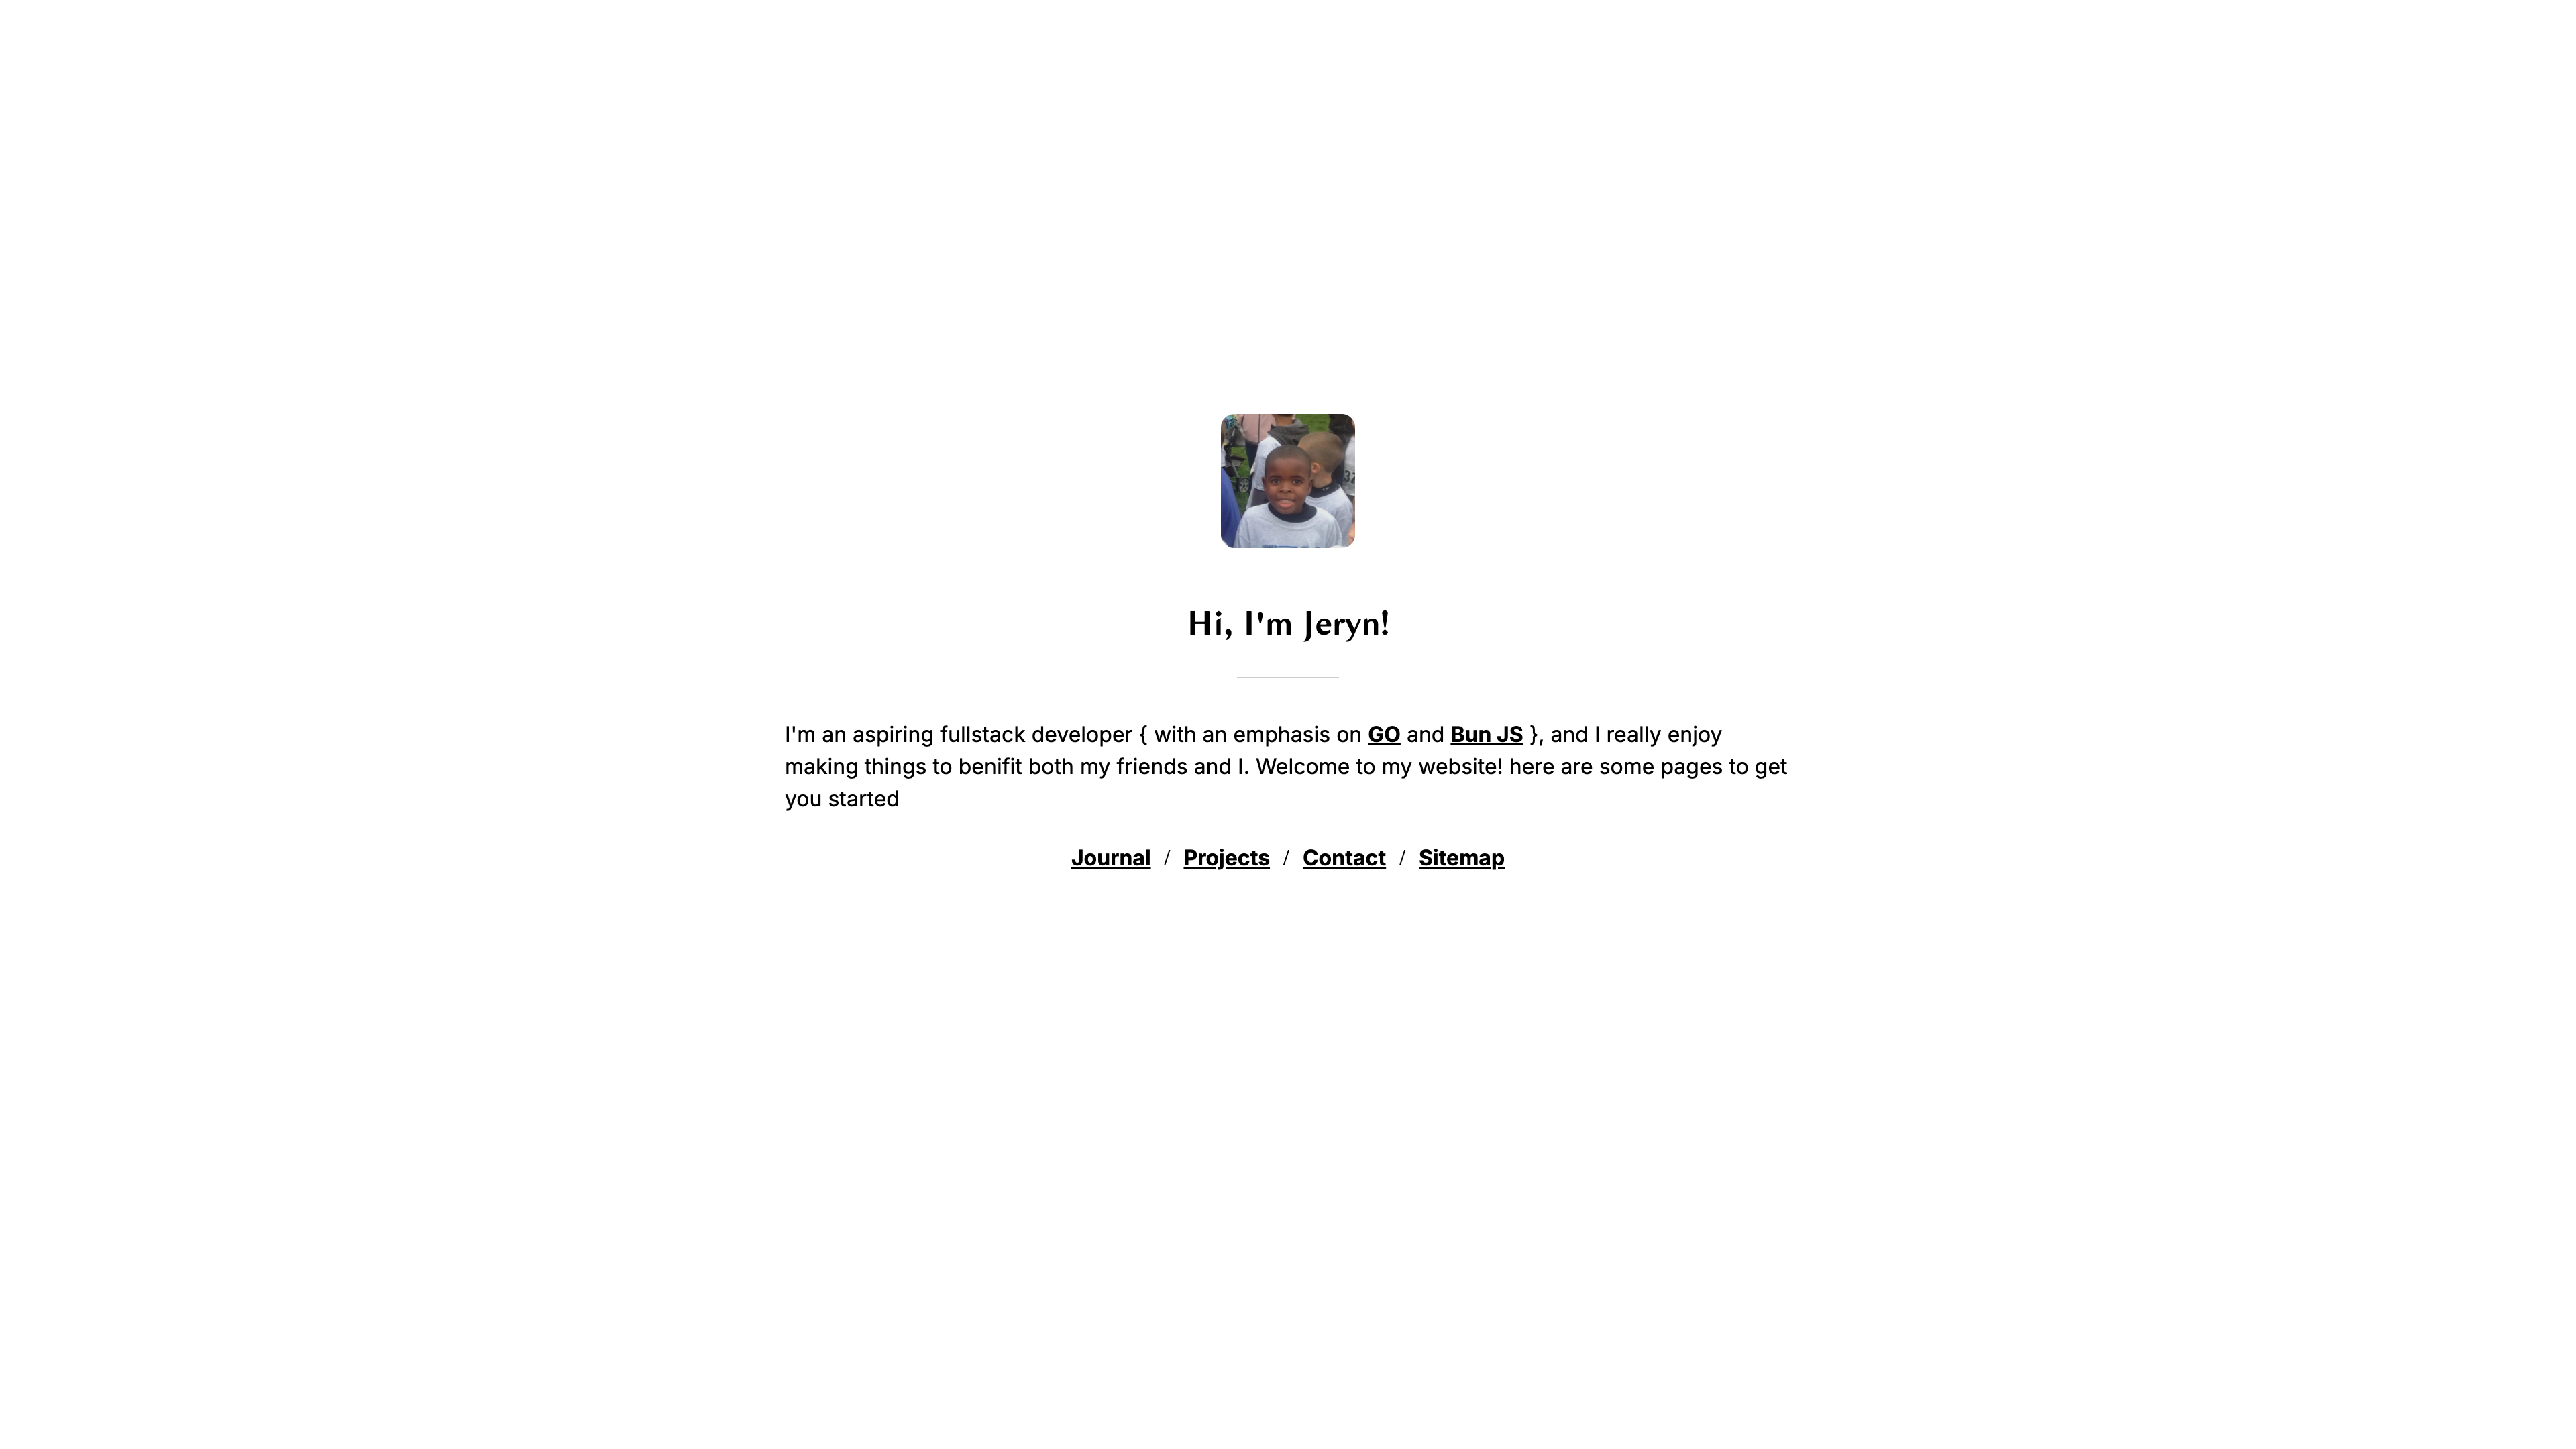 Hi, I'm Jeryn!
I'm an aspiring fullstack developer { with an emphasis on GO and Bun JS }, and I really enjoy
making things to benifit both my friends and I. Welcome to my website! here are some pages to get
you started
Journal / Projects / Contact / Sitemap